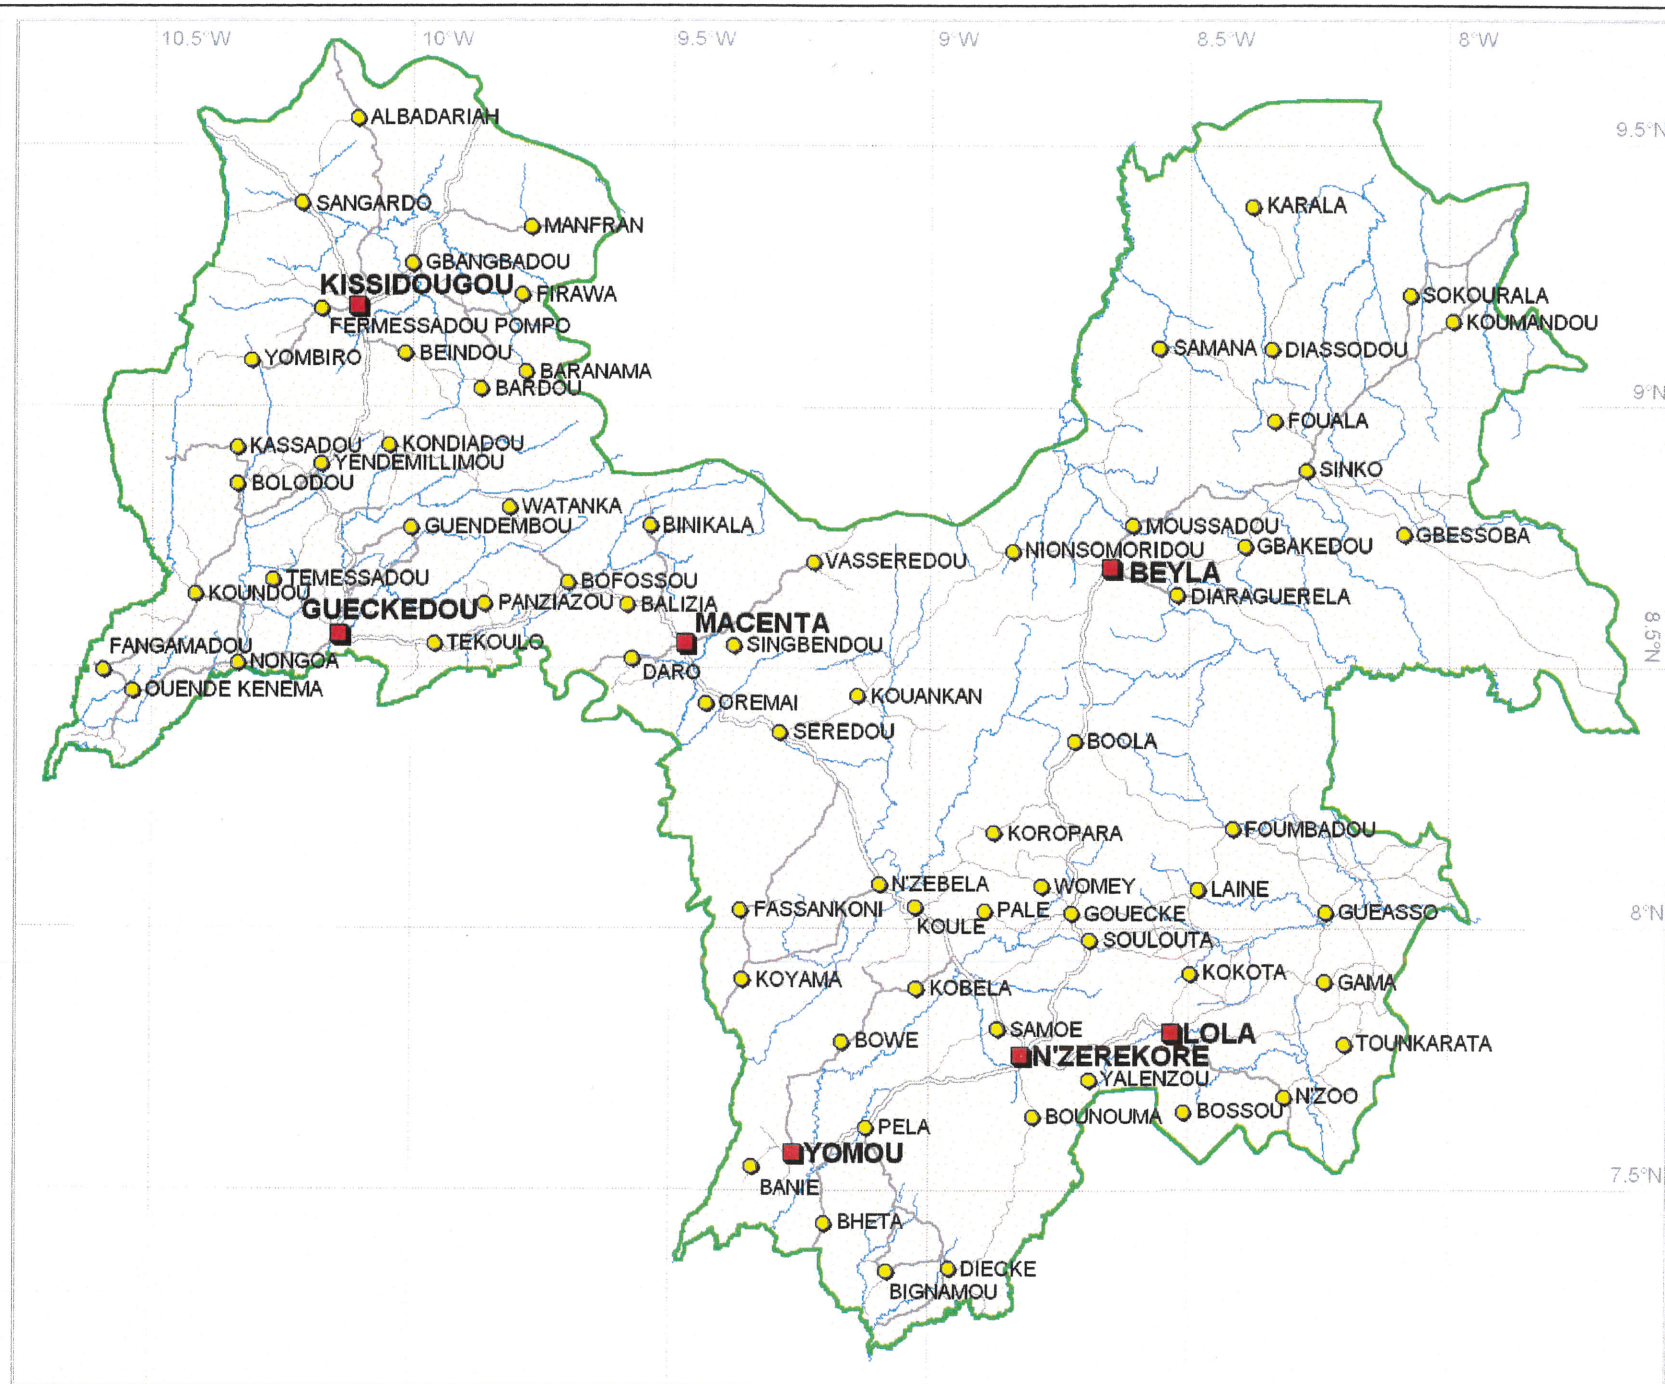 10.5°W
10°W
9.5°W
9°W
8.5°W
8°W
ALBADARIAH
9.5°N
SANGARDO
KARALA
MANFRAN
GBANGBADOU
KISSIDOUGOU
FIRAWA
SOKOURALA
FERMESSADOU POMPO
KOUMANDOU
YOMBIRO
BEINDOU
SAMANA
DIASSODOU
BARANAMA
BARDOU
9°N
FOUALA
KASSADOU
KONDIADOU
YENDEMILLIMOU
SINKO
BOLODOU
WATANKA
GUENDEMBOU
BINIKALA
MOUSSADOU
GBESSOBA
NIONSOMORIDOU
GBAKEDOU
VASSEREDOU
BEYLA
TEMESSADOU
BOFOSSOU
KOUNDOU
PANZIAZOU
BALIZIA
DIARAGUERELA
GUECKEDOU
MACENTA
8.5°N
FANGAMADOU
TEKOULO
SINGBENDOU
NONGOA
DARO
OUENDE KENEMA
KOUANKAN
OREMAI
SEREDOU
BOOLA
KOROPARA
FOUMBADOU
N'ZEBELA
WOMEY
LAINE
FASSANKONI
PALE
GOUECKE
GUEASSO
8°N
KOULE
SOULOUTA
KOYAMA
KOKOTA
GAMA
KOBELA
SAMOE
LOLA
BOWE
TOUNKARATA
N'ZEREKORE
YALENZOU
N'ZOO
BOUNOUMA
BOSSOU
PELA
YOMOU
7.5°N
BANIE
BHETA
DIECKE
BIGNAMOU